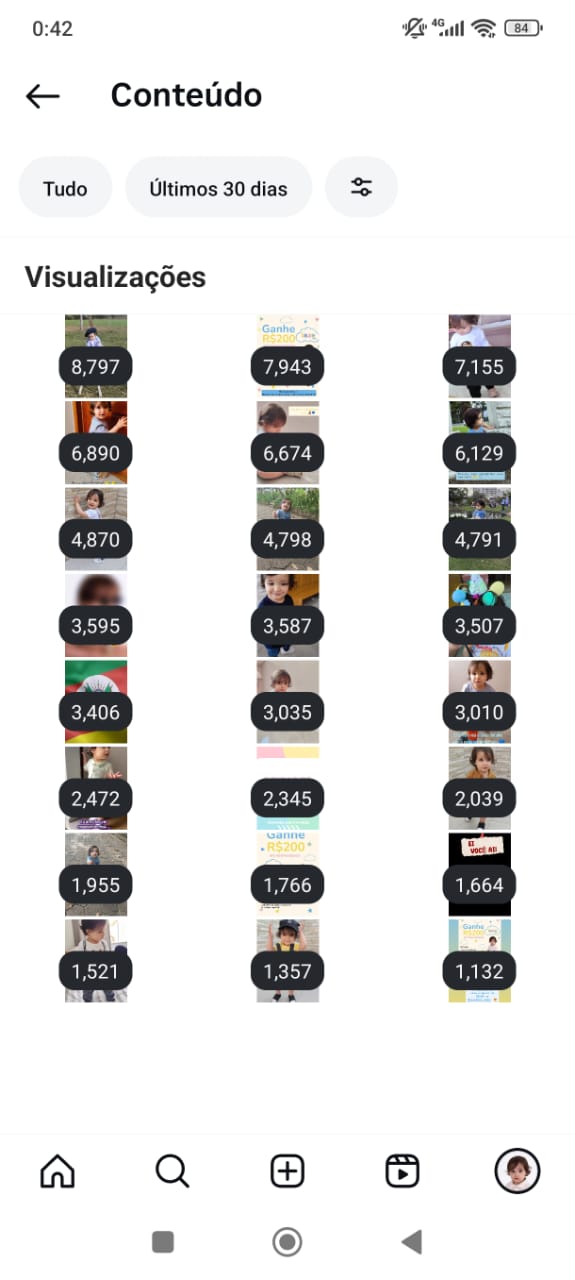 0:42
4G
84
Conteúdo
Tudo
Últimos 30 dias
Visualizações
Ganhe
R$200
8,797
7,943
7,155
6,890
6,674
6,129
4,870
4,798
4,791
3,595
3,587
3,507
3,406
3,035
3,010
2,472
2,345
2,039
Ganhe
R$200
EI
VOCÊ AI!
1,955
1,766
1,664
Ganhe
R$200
1,521
1,357
1,132